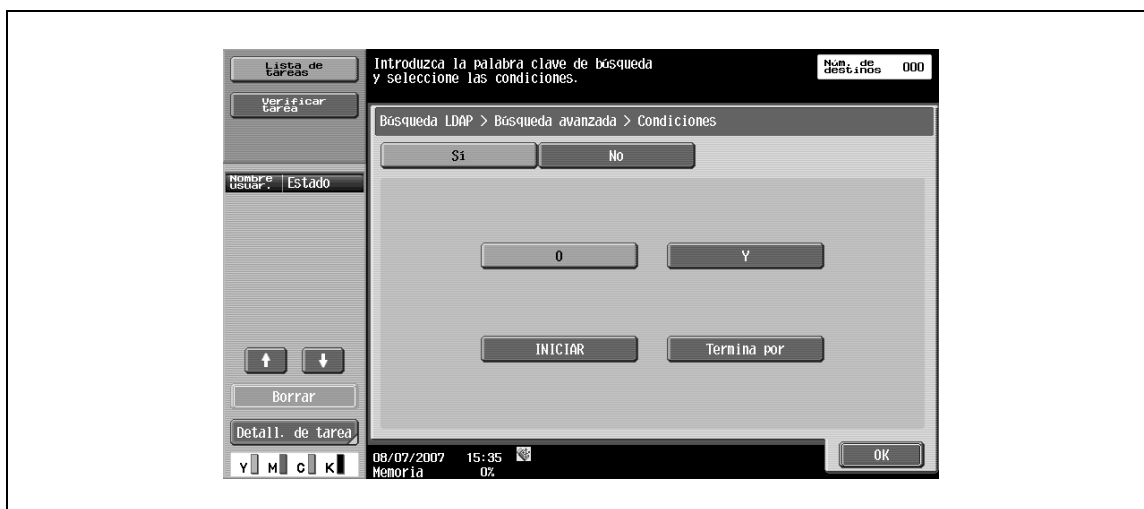 Lista de
tareas
Verificar
tarea
Nombre
usuar.
Estado
Borrar
Detall. de tarea
Y M C K
Introduzca la palabra clave de búsqueda
y seleccione las condiciones.
Núm. de
destinos
000
Búsqueda LDAP > Búsqueda avanzada > Condiciones
Sí
No
O
Y
INICIAR
Termina por
08/07/2007 15:35
Memoria 0%
OK